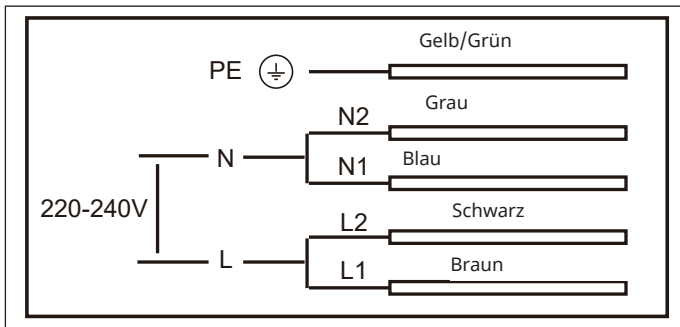 Gelb/Grün
PE
Grau
N2
N
Blau
N1
220-240V
Schwarz
L2
L
Braun
L1